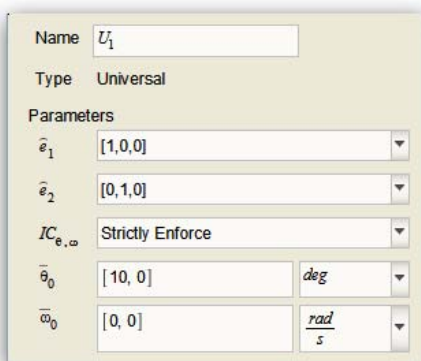 Name U₁
Type Universal
Parameters
ê₁ [1,0,0]
ê₂ [0,1,0]
IC_{e,ω} Strictly Enforce
θ̄₀ [10, 0] deg
ω̄₀ [0, 0] rad/s